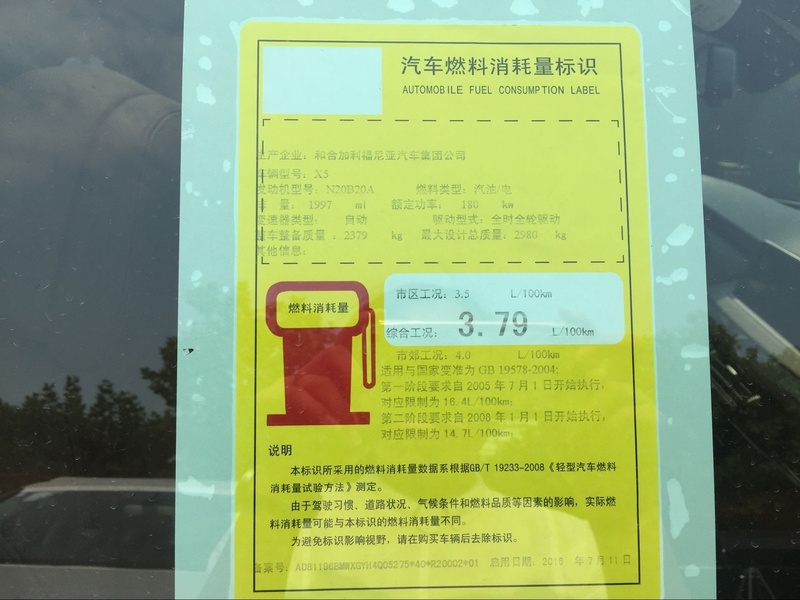 汽车燃料消耗量标识
AUTOMOBILE FUEL CONSUMPTION LABEL
生产企业：和合加利福尼亚汽车集团公司
车辆型号：X5
发动机型号：N20B20A 燃料类型：汽油/电
排 量： 1997 ml 额定功率： 180 kw
变速器类型： 自动 驱动型式：全时全轮驱动
整车整备质量：2379 kg 最大设计总质量：2980 kg
其他信息：
燃料消耗量
市区工况：3.5 L/100km
综合工况： 3.79 L/100km
市郊工况：4.0 L/100km
适用与国家变准为 GB 19578-2004;
第一阶段要求自 2005 年 7 月 1 日开始执行，
对应限制为 16.4L/100km;
第二阶段要求自 2008 年 1 月 1 日开始执行，
对应限制为 14.7L/100km;
说明
本标识所采用的燃料消耗量数据系根据GB/T 19233-2008《轻型汽车燃料
消耗量试验方法》测定。
由于驾驶习惯、道路状况、气候条件和燃料品质等因素的影响，实际燃
料消耗量可能与本标识的燃料消耗量不同。
为避免标识影响视野，请在购买车辆后去除标识。
备案号： 启用日期：2016 年 7 月 11 日